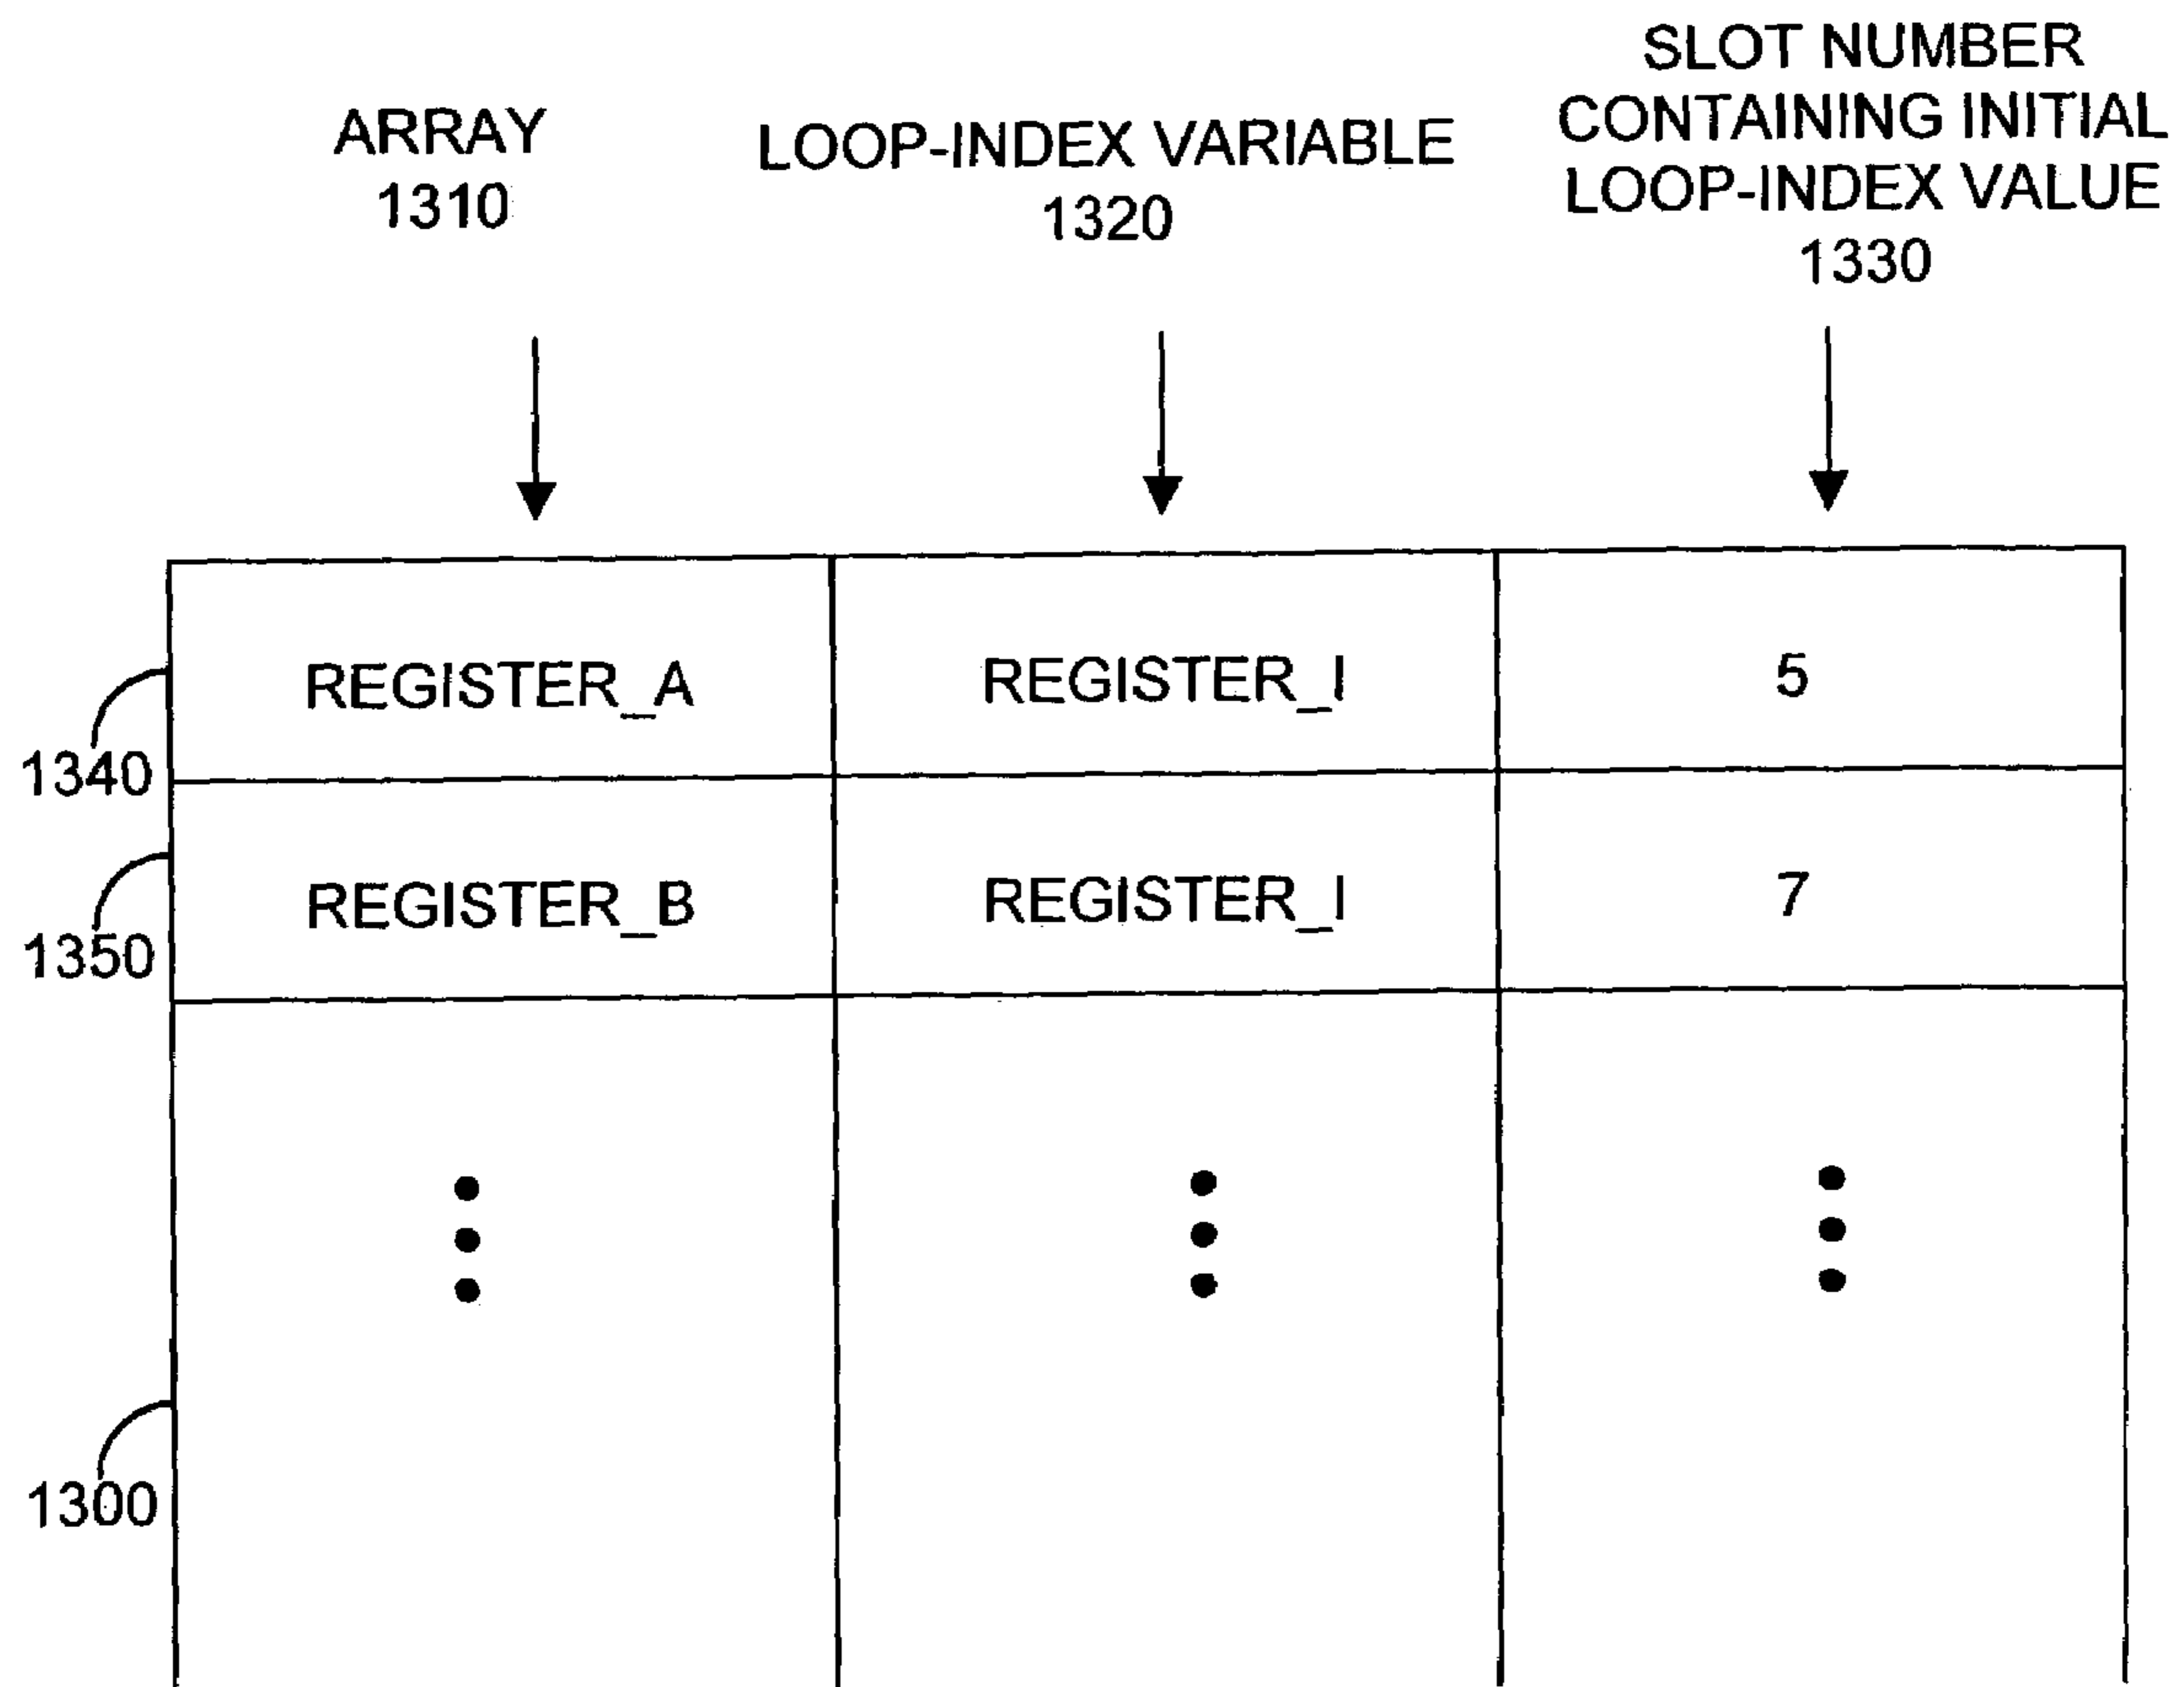 ARRAY
1310
LOOP-INDEX VARIABLE
1320
SLOT NUMBER
CONTAINING INITIAL
LOOP-INDEX VALUE
1330
REGISTER_A
REGISTER_I
5
1340
REGISTER_B
REGISTER_I
7
1350
1300